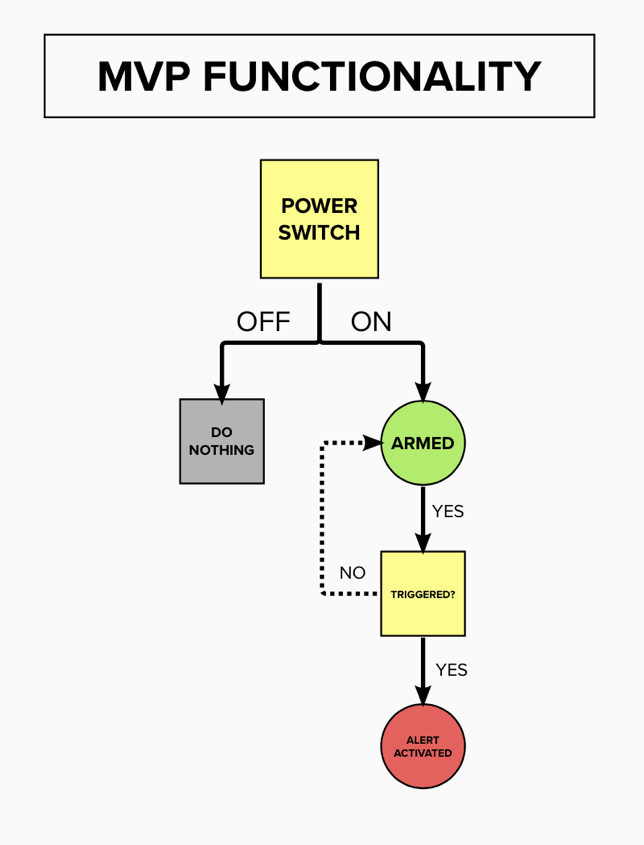 MVP FUNCTIONALITY
POWER
SWITCH
OFF
ON
DO
NOTHING
ARMED
YES
NO
TRIGGERED?
YES
ALERT
ACTIVATED